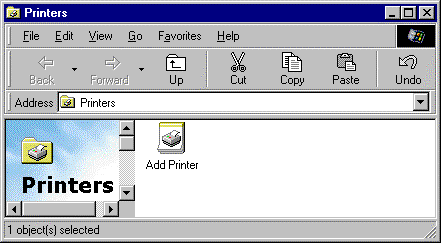 Printers
File Edit View Go Favorites Help
Back Forward Up Cut Copy Paste Undo
Address Printers
Add Printer
Printers
1 object(s) selected